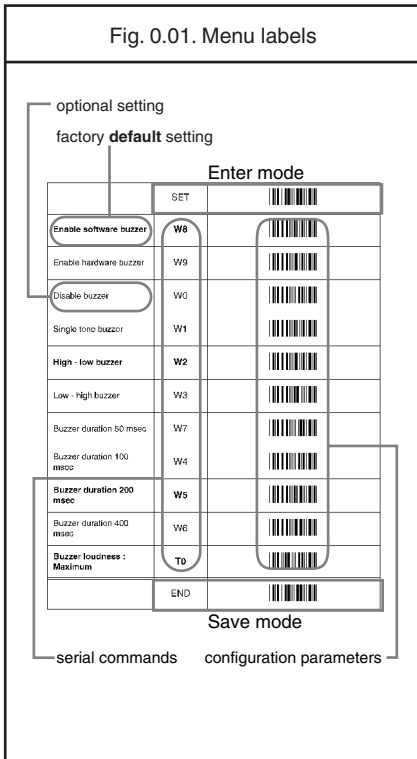 Fig. 0.01. Menu labels
optional setting
factory default setting
Enter mode
SET
Enable software buzzer W8
Enable hardware buzzer W9
Disable buzzer W0
Single tone buzzer W1
High - low buzzer W2
Low - high buzzer W3
Buzzer duration 50 msec W7
Buzzer duration 100
msec W4
Buzzer duration 200
msec W5
Buzzer duration 400
msec W6
Buzzer loudness :
Maximum T0
END
Save mode
serial commands configuration parameters